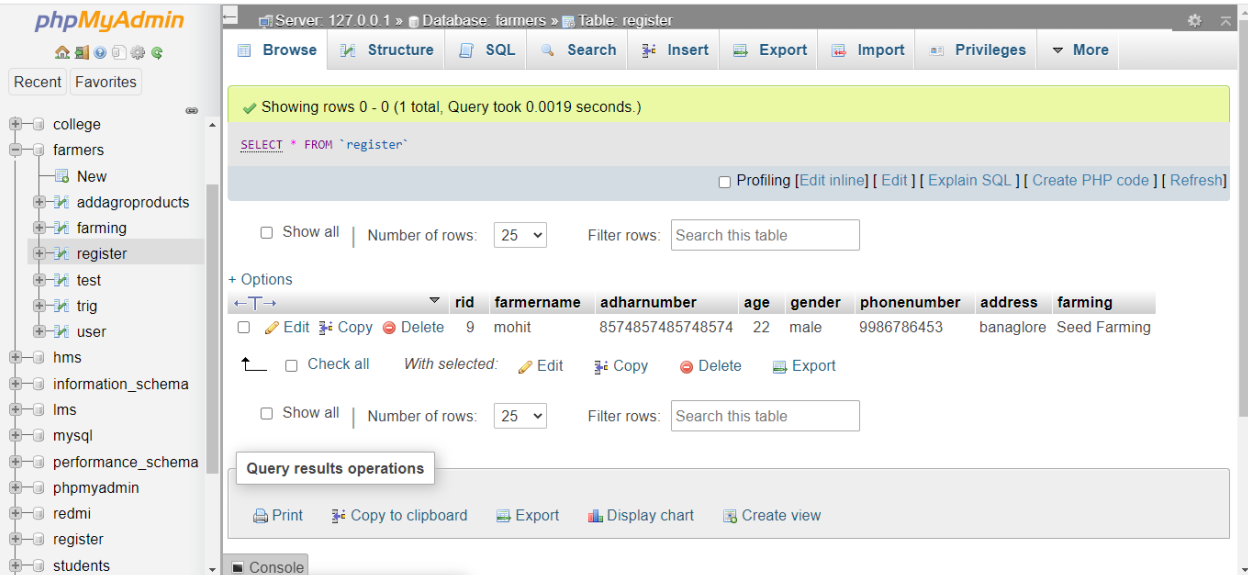 phpMyAdmin
Recent Favorites
college
farmers
New
addagroproducts
farming
register
test
trig
user
hms
information_schema
lms
mysql
performance_schema
phpmyadmin
redmi
register
students
Server: 127.0.0.1 » Database: farmers » Table: register
Browse Structure SQL Search Insert Export Import Privileges More
Showing rows 0 - 0 (1 total, Query took 0.0019 seconds.)
SELECT * FROM `register`
Profiling [Edit inline] [ Edit ] [ Explain SQL ] [ Create PHP code ] [ Refresh]
Show all | Number of rows: 25 Filter rows: Search this table
+ Options
←T→ rid farmername adharnumber age gender phonenumber address farming
Edit Copy Delete 9 mohit 8574857485748574 22 male 9986786453 banaglore Seed Farming
Check all With selected: Edit Copy Delete Export
Show all | Number of rows: 25 Filter rows: Search this table
Query results operations
Print Copy to clipboard Export Display chart Create view
Console